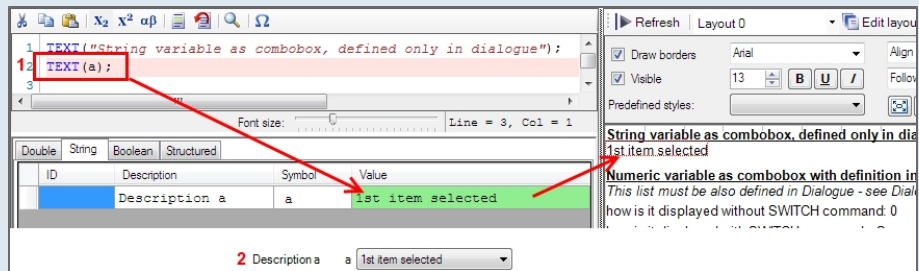 X₂ X² αβ Ω
Refresh Layout 0 Edit layou
1 TEXT("String variable as combobox, defined only in dialogue");
1 2 TEXT(a);
3
Draw borders Arial Align
Visible 13 B U I Follow
Predefined styles:
Font size: Line = 3, Col = 1
Double String Boolean Structured
ID Description Symbol Value
Description a a 1st item selected
String variable as combobox, defined only in dia
1st item selected
Numeric variable as combobox with definition in
This list must be also defined in Dialogue - see Dial
how is it displayed without SWITCH command: 0
2 Description a a 1st item selected